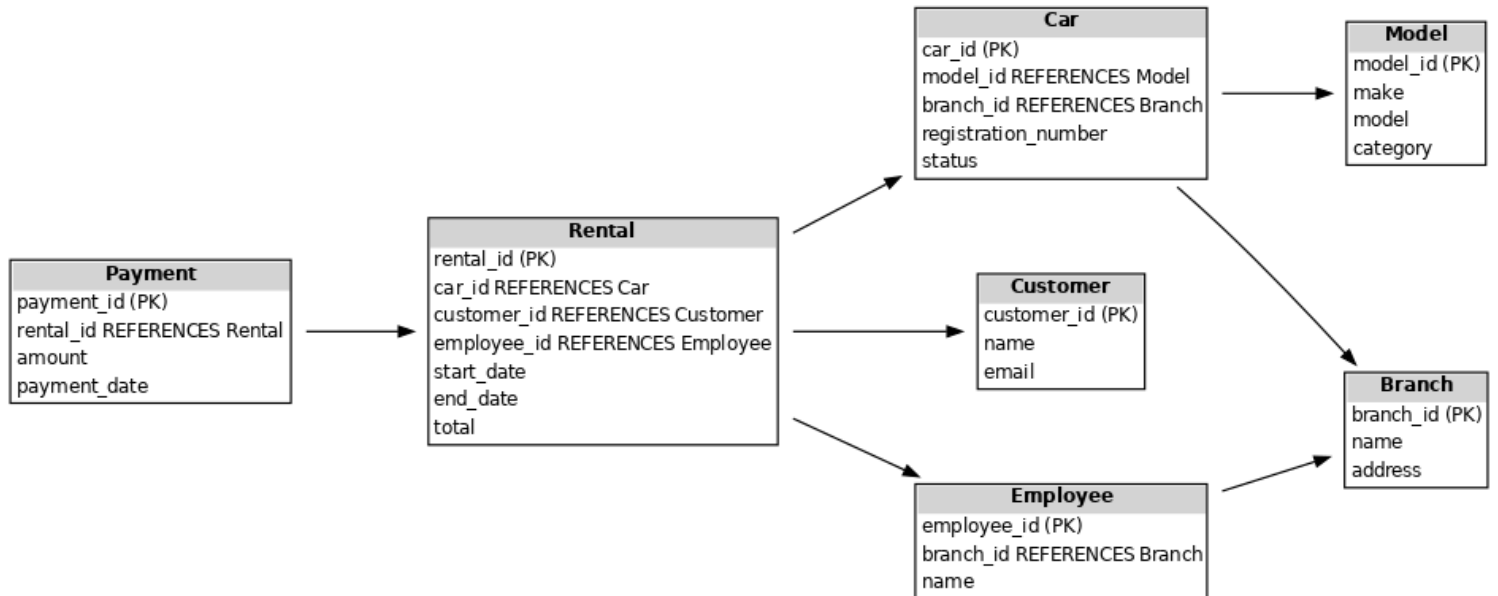 Payment
payment_id (PK)
rental_id REFERENCES Rental
amount
payment_date
Rental
rental_id (PK)
car_id REFERENCES Car
customer_id REFERENCES Customer
employee_id REFERENCES Employee
start_date
end_date
total
Car
car_id (PK)
model_id REFERENCES Model
branch_id REFERENCES Branch
registration_number
status
Customer
customer_id (PK)
name
email
Employee
employee_id (PK)
branch_id REFERENCES Branch
name
Model
model_id (PK)
make
model
category
Branch
branch_id (PK)
name
address